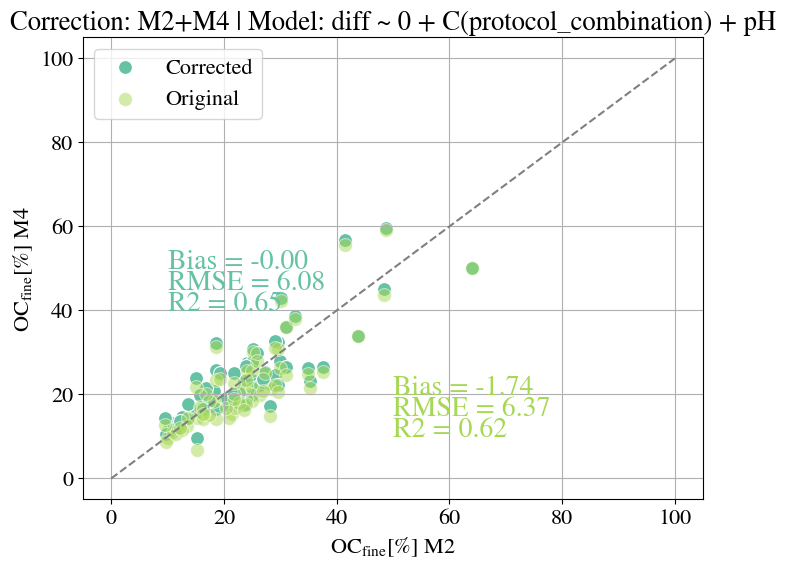 Correction: M2+M4 | Model: diff ~ 0 + C(protocol_combination) + pH
100
80
60
40
20
0
OCfine[%] M4
Corrected
Original
Bias = -0.00
RMSE = 6.08
R2 = 0.65
Bias = -1.74
RMSE = 6.37
R2 = 0.62
0
20
40
60
80
100
OCfine[%] M2